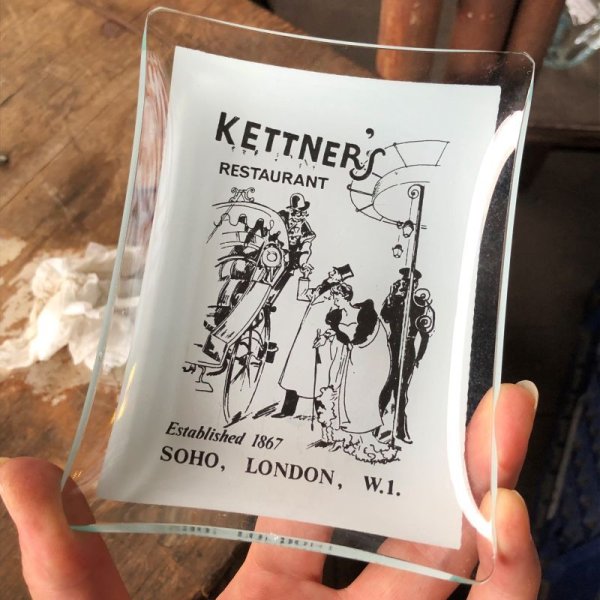 KETTNER'S
RESTAURANT
Established 1867
SOHO, LONDON, W.1.